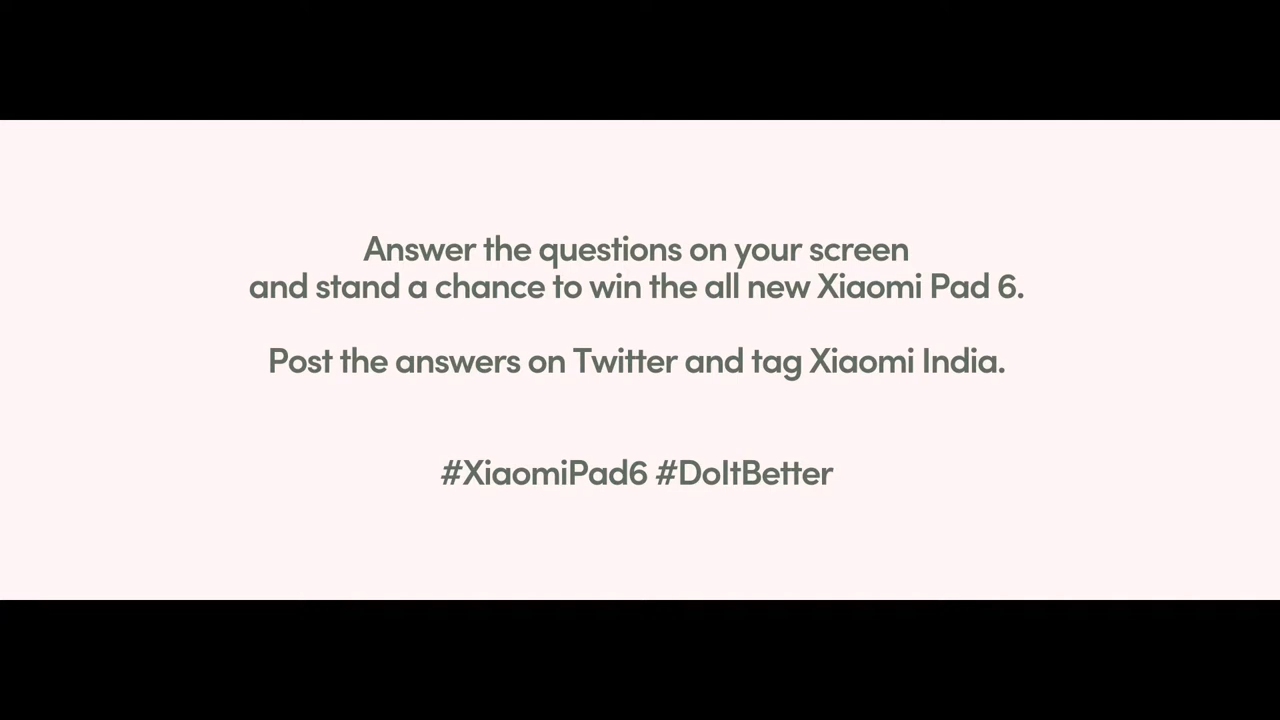 Answer the questions on your screen
and stand a chance to win the all new Xiaomi Pad 6.
Post the answers on Twitter and tag Xiaomi India.
#XiaomiPad6 #DoItBetter